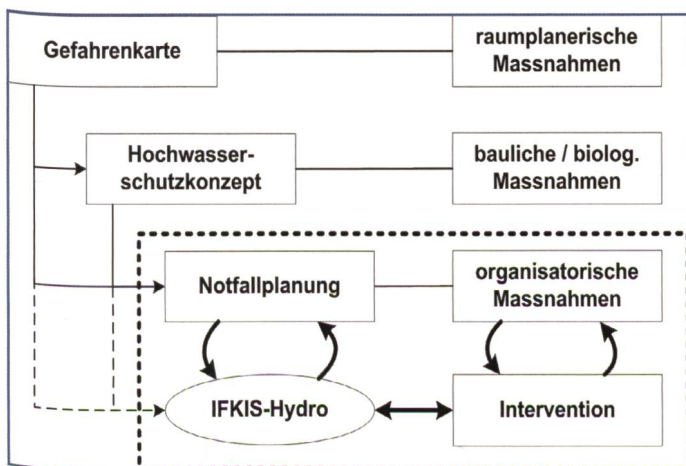 Gefahrenkarte
raumplanerische
Massnahmen
Hochwasser-
schutzkonzept
bauliche / biolog.
Massnahmen
Notfallplanung
organisatorische
Massnahmen
IFKIS-Hydro
Intervention